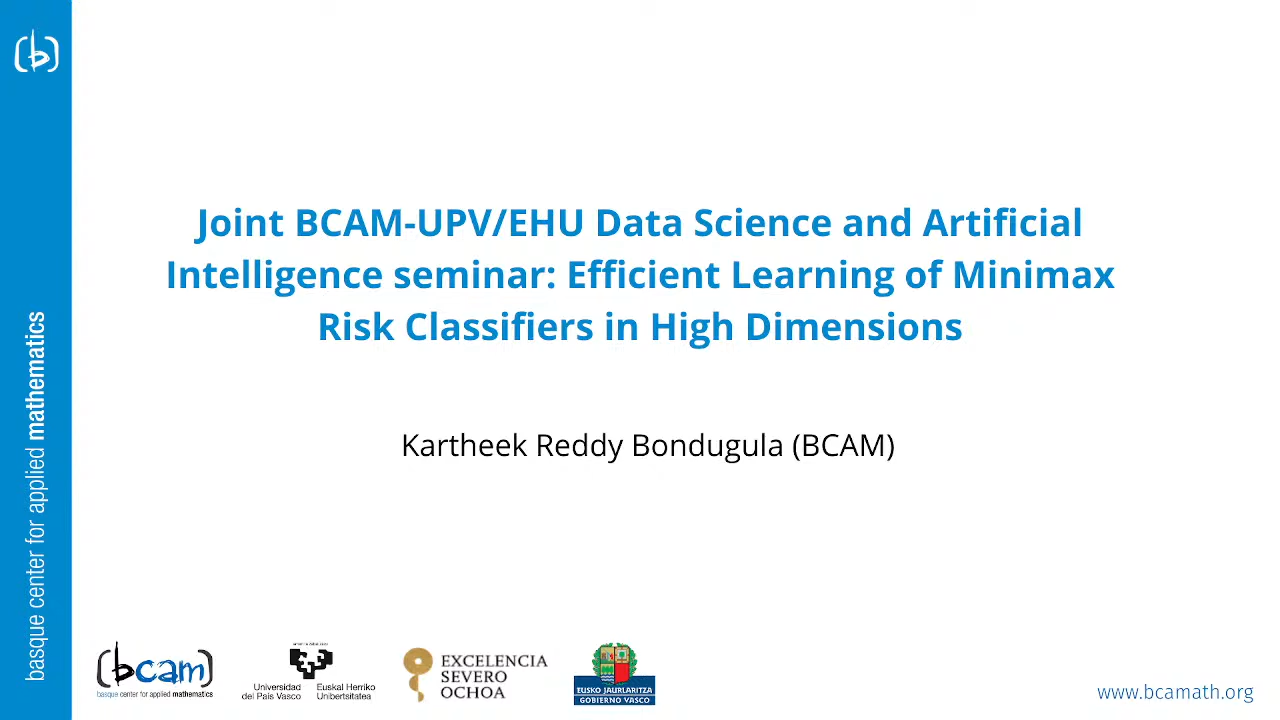 basque center for applied mathematics
Joint BCAM-UPV/EHU Data Science and Artificial
Intelligence seminar: Efficient Learning of Minimax
Risk Classifiers in High Dimensions
Kartheek Reddy Bondugula (BCAM)
(bcam)
basque center for applied mathematics
Universidad
del País Vasco
Euskal Herriko
Unibertsitatea
EXCELENCIA
SEVERO
OCHOA
EUSKO JAURLARITZA
GOBIERNO VASCO
www.bcamath.org